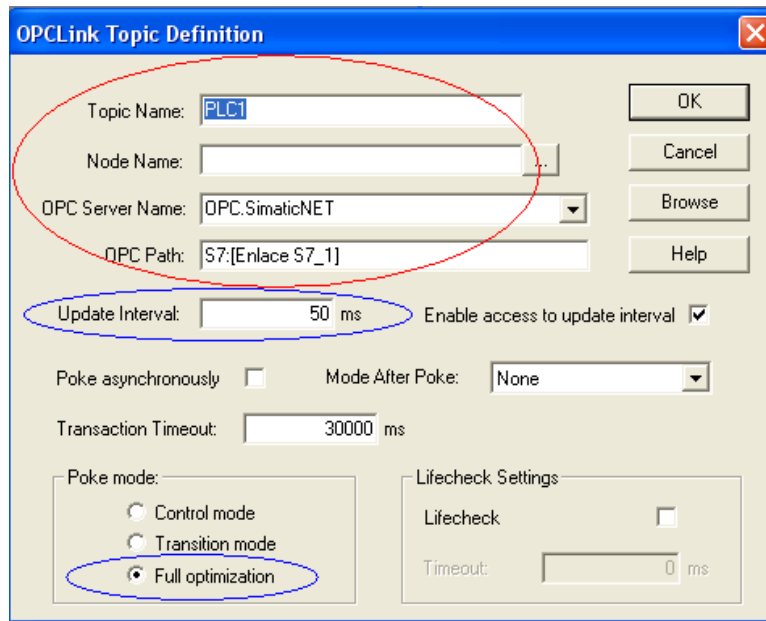 OPCLink Topic Definition
Topic Name: PLC1
OK
Node Name: ...
Cancel
OPC Server Name: OPC.SimaticNET
Browse
OPC Path: S7:[Enlace S7_1]
Help
Update Interval: 50 ms Enable access to update interval
Poke asynchronously Mode After Poke: None
Transaction Timeout: 30000 ms
Poke mode:
Control mode
Transition mode
Full optimization
Lifecheck Settings
Lifecheck
Timeout: 0 ms